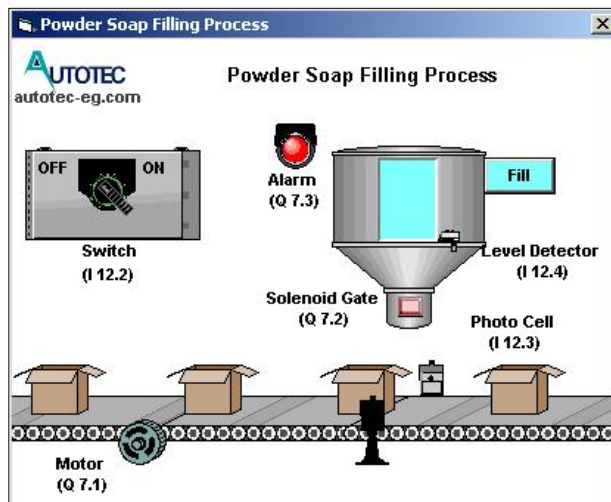 Powder Soap Filling Process
AUTOTEC
autotec-eg.com
Powder Soap Filling Process
OFF
ON
Switch
(I 12.2)
Alarm
(Q 7.3)
Fill
Level Detector
(I 12.4)
Solenoid Gate
(Q 7.2)
Photo Cell
(I 12.3)
Motor
(Q 7.1)